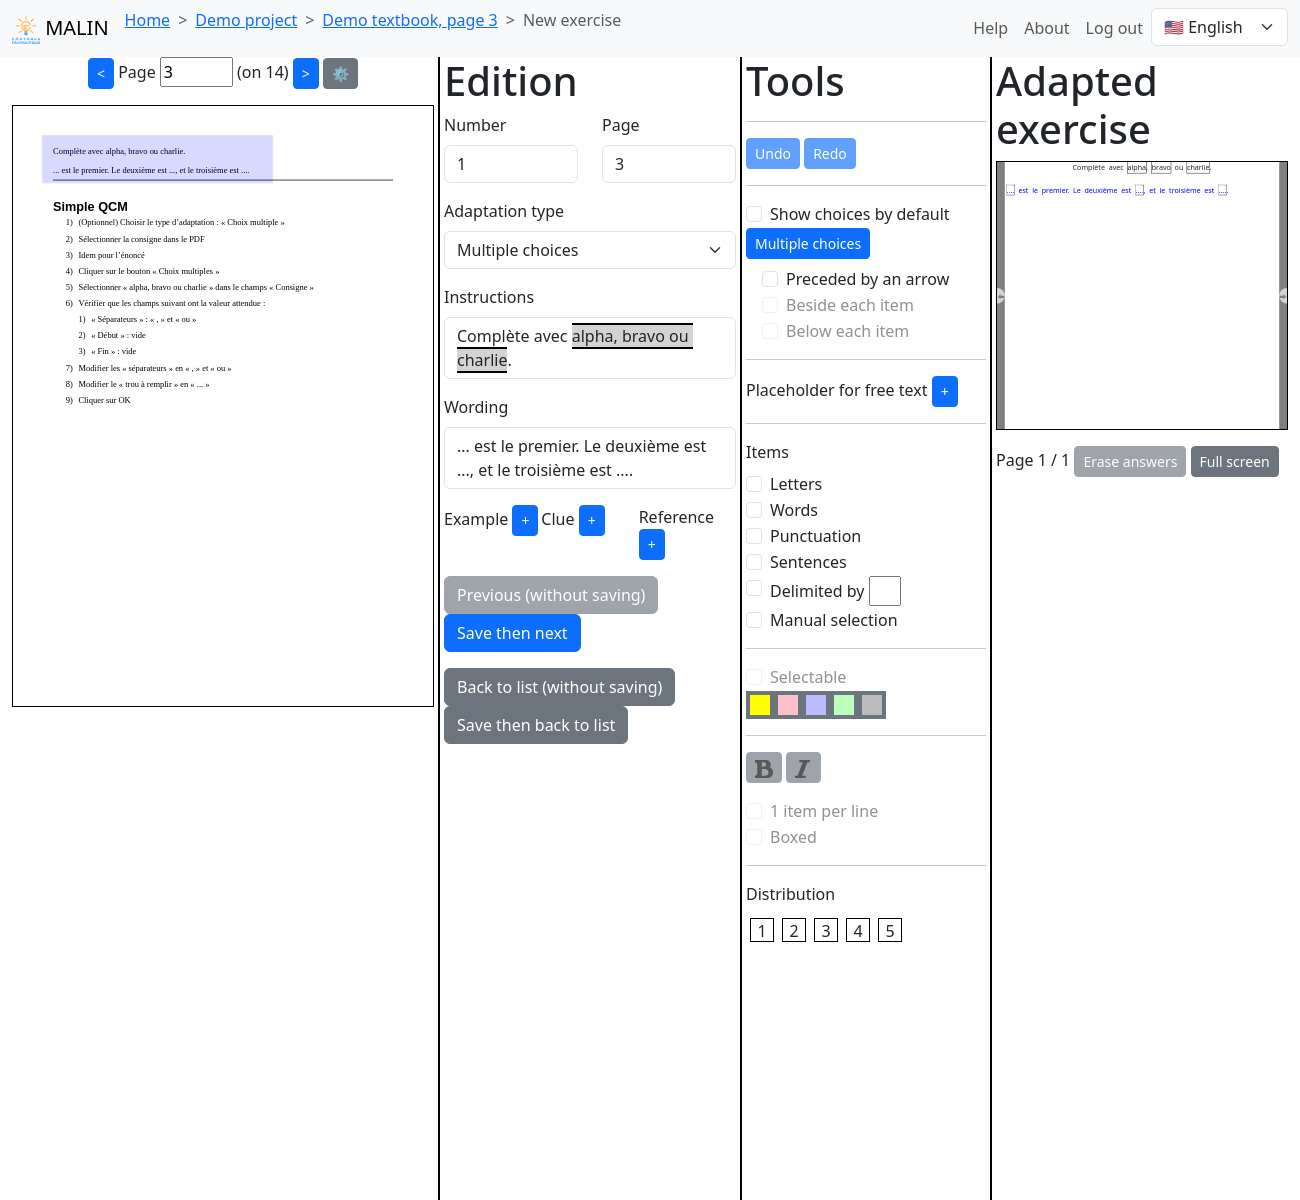 MALIN
Home > Demo project > Demo textbook, page 3 > New exercise
Help About Log out 🇺🇸 English
< Page 3 (on 14) > ⚙️
Complète avec alpha, bravo ou charlie.
... est le premier. Le deuxième est ..., et le troisième est ....
Simple QCM
1) (Optionnel) Choisir le type d'adaptation : « Choix multiple »
2) Sélectionner la consigne dans le PDF
3) Idem pour l'énoncé
4) Cliquer sur le bouton « Choix multiples »
5) Sélectionner « alpha, bravo ou charlie » dans le champs « Consigne »
6) Vérifier que les champs suivant ont la valeur attendue :
1) « Séparateurs » : « , » et « ou »
2) « Début » : vide
3) « Fin » : vide
7) Modifier les « séparateurs » en « , » et « ou »
8) Modifier le « trou à remplir » en « ... »
9) Cliquer sur OK
Edition
Number Page
1 3
Adaptation type
Multiple choices
Instructions
Complète avec alpha, bravo ou
charlie.
Wording
... est le premier. Le deuxième est
..., et le troisième est ....
Example + Clue + Reference
+
Previous (without saving)
Save then next
Back to list (without saving)
Save then back to list
Tools
Undo Redo
Show choices by default
Multiple choices
Preceded by an arrow
Beside each item
Below each item
Placeholder for free text +
Items
Letters
Words
Punctuation
Sentences
Delimited by
Manual selection
Selectable
B I
1 item per line
Boxed
Distribution
1 2 3 4 5
Adapted
exercise
Complète avec alpha, bravo ou charlie.
... est le premier. Le deuxième est ..., et le troisième est ....
Page 1 / 1 Erase answers Full screen